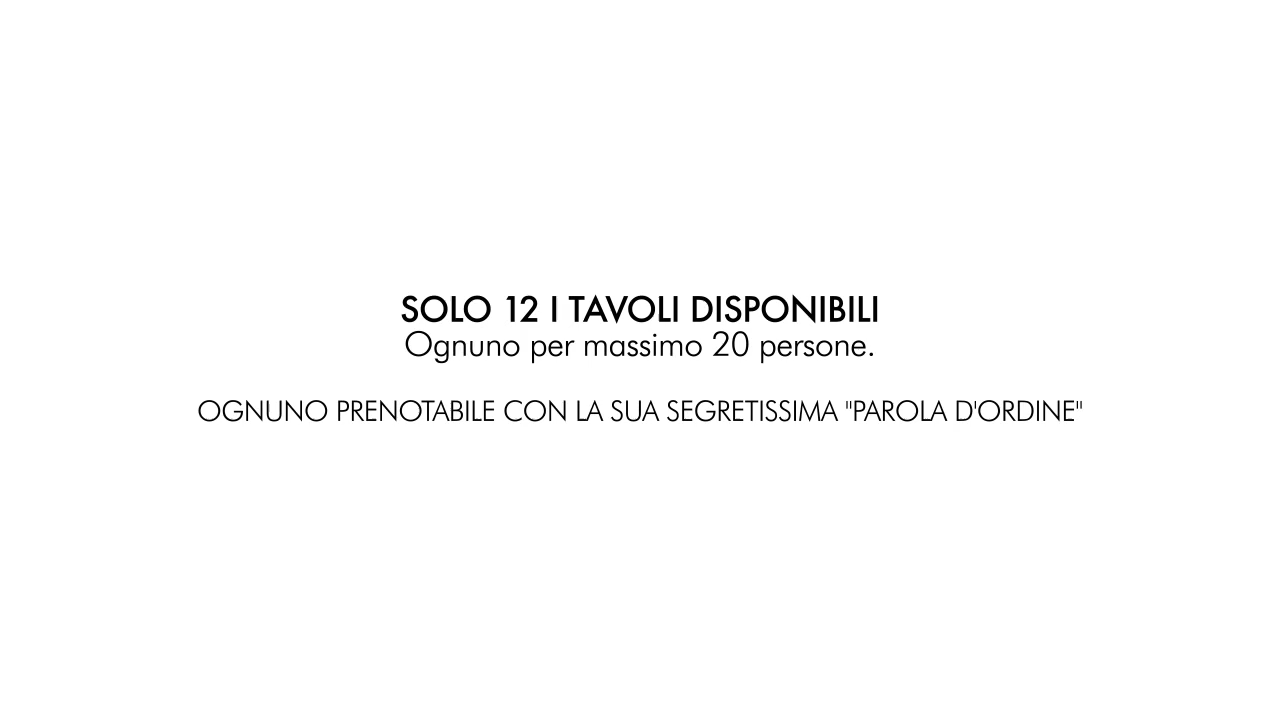 SOLO 12 I TAVOLI DISPONIBILI
Ognuno per massimo 20 persone.
OGNUNO PRENOTABILE CON LA SUA SEGRETISSIMA "PAROLA D'ORDINE"